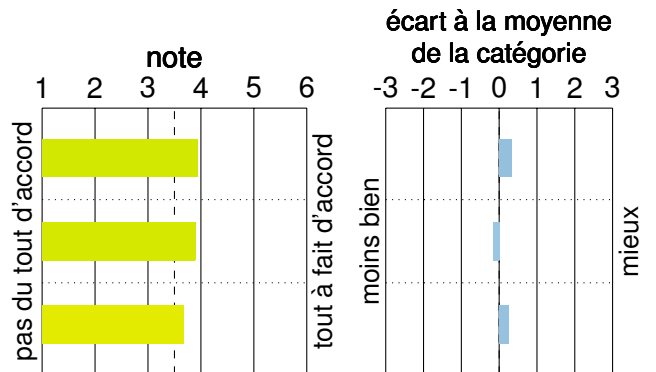 note
1 2 3 4 5 6
pas du tout d’accord
tout à fait d’accord
écart à la moyenne
de la catégorie
-3 -2 -1 0 1 2 3
moins bien
mieux